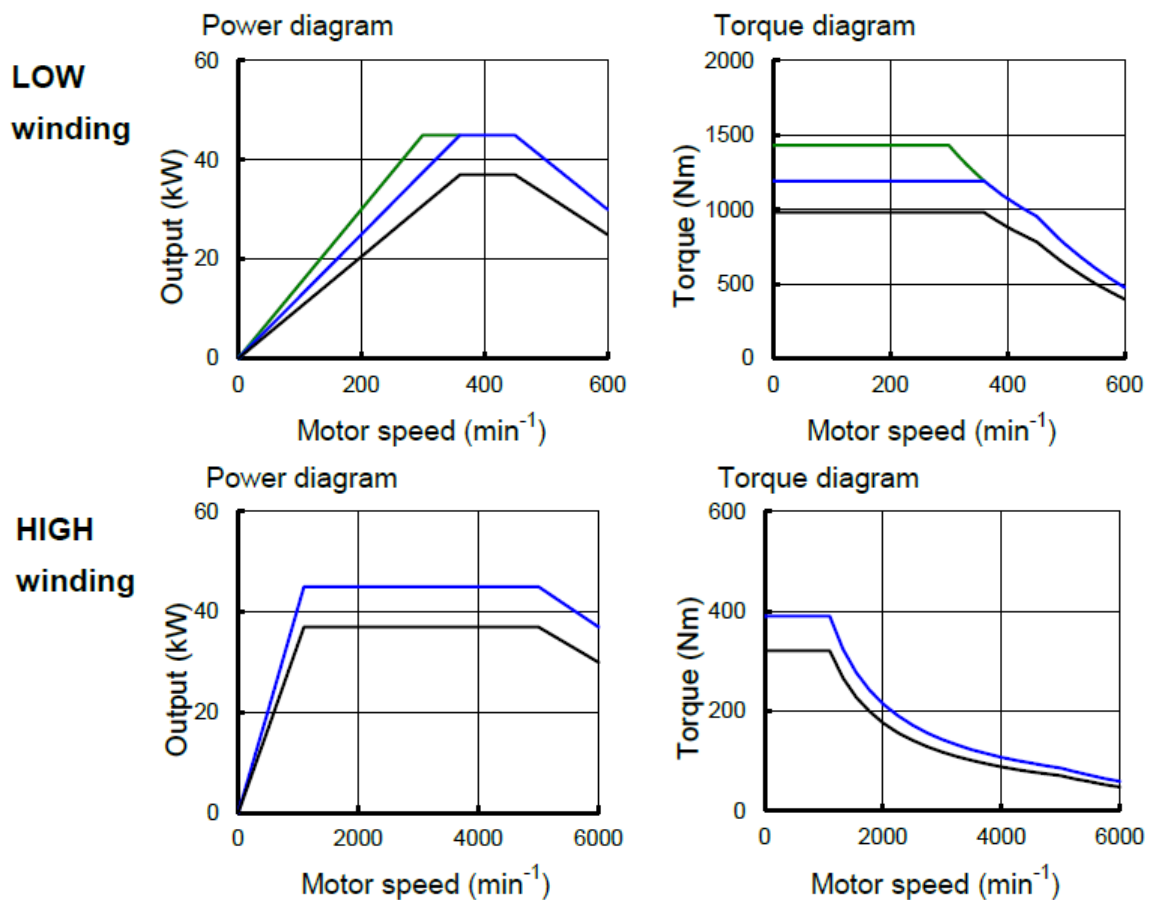 LOW
winding
Power diagram
Output (kW)
60
40
20
0
0 200 400 600
Motor speed (min⁻¹)
Torque diagram
Torque (Nm)
2000
1500
1000
500
0
0 200 400 600
Motor speed (min⁻¹)
HIGH
winding
Power diagram
Output (kW)
60
40
20
0
0 2000 4000 6000
Motor speed (min⁻¹)
Torque diagram
Torque (Nm)
600
400
200
0
0 2000 4000 6000
Motor speed (min⁻¹)